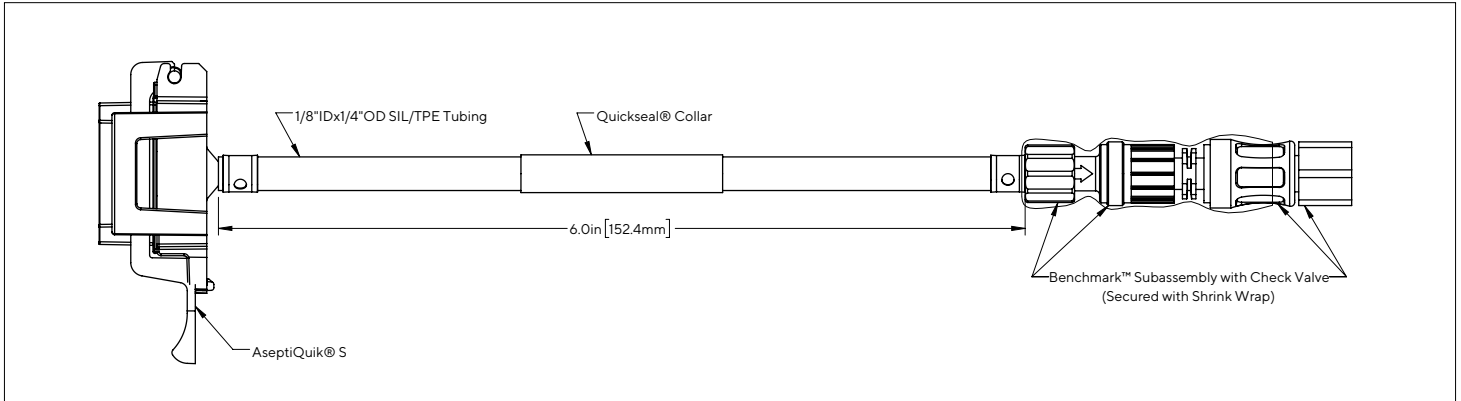 1/8"IDx1/4"OD SIL/TPE Tubing
Quickseal® Collar
6.0in[152.4mm]
Benchmark™ Subassembly with Check Valve
(Secured with Shrink Wrap)
AseptiQuik® S